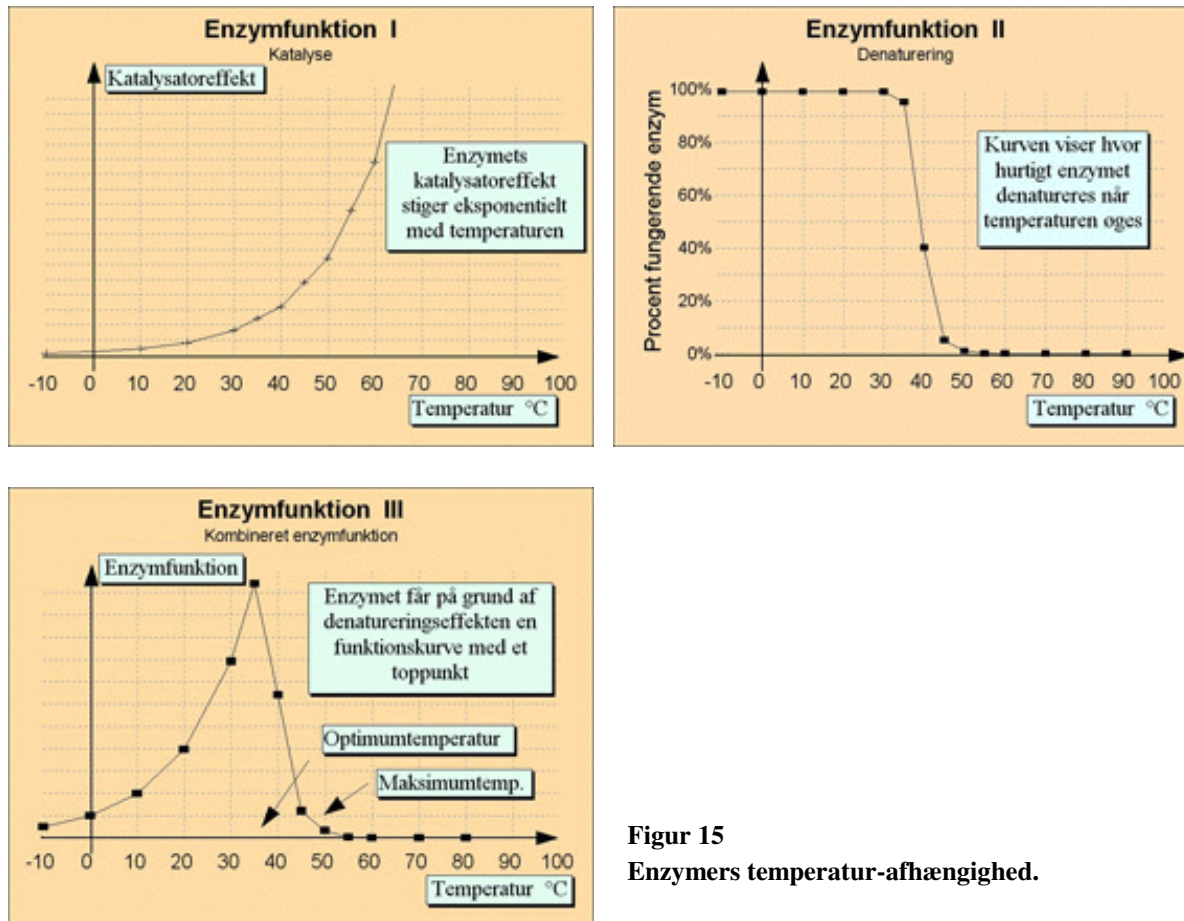 Enzymfunktion I
Katalyse
Katalysatoreffekt
Enzymets
katalysatoreffekt
stiger eksponentielt
med temperaturen
-10 0 10 20 30 40 50 60 70 80 90 100
Temperatur °C
Enzymfunktion II
Denaturering
Procent fungerende enzym
100%
80%
60%
40%
20%
0%
Kurven viser hvor
hurtigt enzymet
denatureres når
temperaturen øges
-10 0 10 20 30 40 50 60 70 80 90 100
Temperatur °C
Enzymfunktion III
Kombineret enzymfunktion
Enzymfunktion
Enzymet får på grund af
denatureringseffekten en
funktionskurve med et
toppunkt
Optimumtemperatur
Maksimumtemp.
-10 0 10 20 30 40 50 60 70 80 90 100
Temperatur °C
Figur 15
Enzymers temperatur-afhængighed.